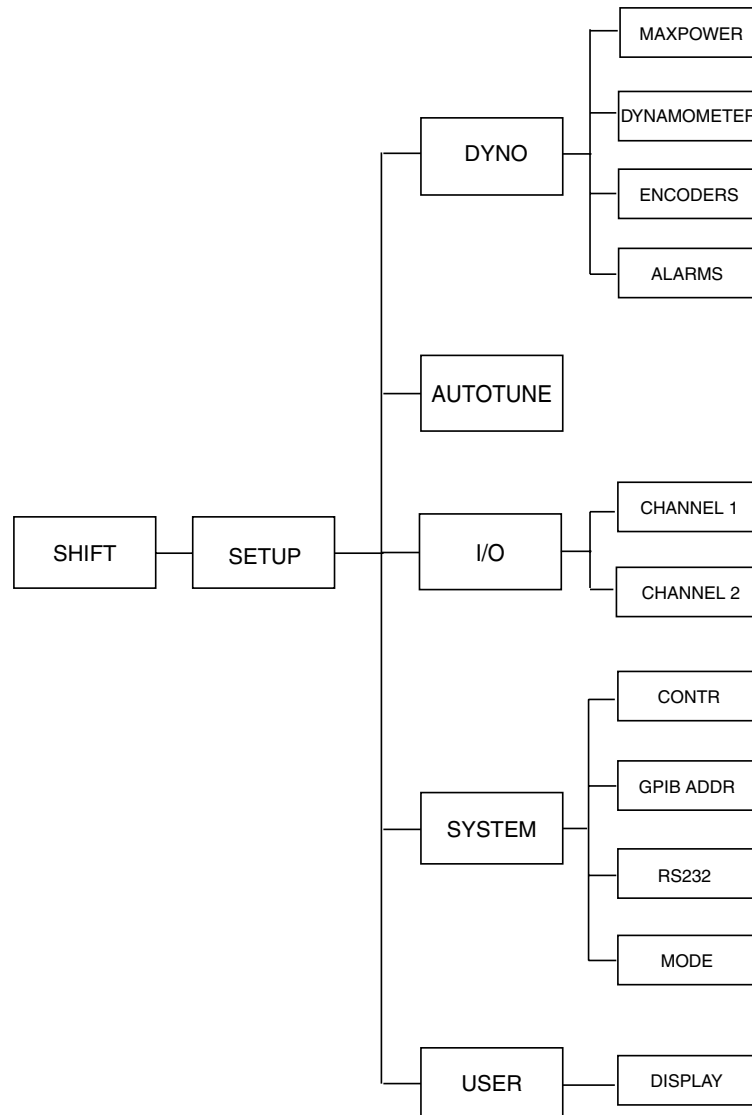 MAXPOWER
DYNAMOMETER
DYNO
ENCODERS
ALARMS
AUTOTUNE
CHANNEL 1
SHIFT
SETUP
I/O
CHANNEL 2
CONTR
GPIB ADDR
SYSTEM
RS232
MODE
USER
DISPLAY